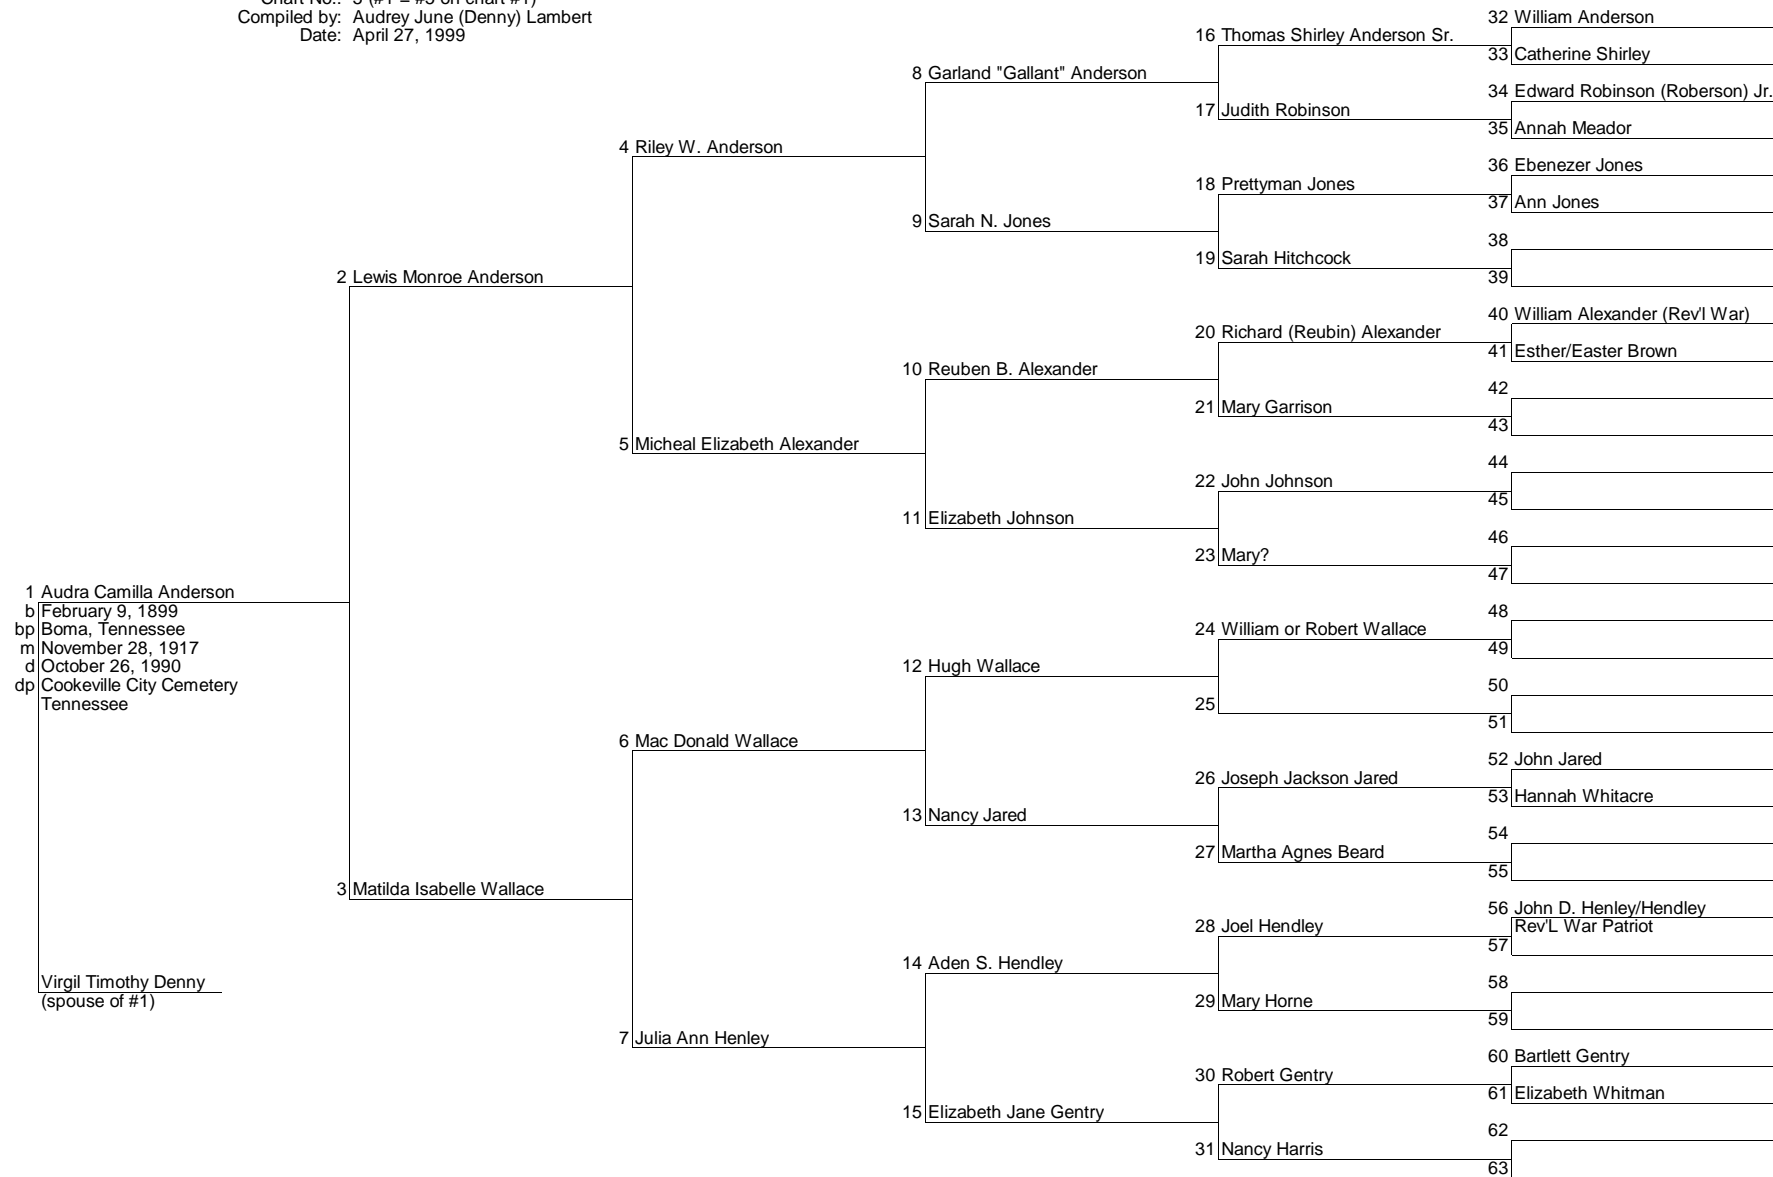 Chart No.: 5 (#1 = #5 on chart #1)
Compiled by: Audrey June (Denny) Lambert
Date: April 27, 1999
1 Audra Camilla Anderson
b February 9, 1899
bp Boma, Tennessee
m November 28, 1917
d October 26, 1990
dp Cookeville City Cemetery
Tennessee
Virgil Timothy Denny
(spouse of #1)
2 Lewis Monroe Anderson
3 Matilda Isabelle Wallace
4 Riley W. Anderson
5 Micheal Elizabeth Alexander
6 Mac Donald Wallace
7 Julia Ann Henley
8 Garland "Gallant" Anderson
9 Sarah N. Jones
10 Reuben B. Alexander
11 Elizabeth Johnson
12 Hugh Wallace
13 Nancy Jared
14 Aden S. Hendley
15 Elizabeth Jane Gentry
16 Thomas Shirley Anderson Sr.
17 Judith Robinson
18 Prettyman Jones
19 Sarah Hitchcock
20 Richard (Reubin) Alexander
21 Mary Garrison
22 John Johnson
23 Mary?
24 William or Robert Wallace
25
26 Joseph Jackson Jared
27 Martha Agnes Beard
28 Joel Hendley
29 Mary Horne
30 Robert Gentry
31 Nancy Harris
32 William Anderson
33 Catherine Shirley
34 Edward Robinson (Roberson) Jr.
35 Annah Meador
36 Ebenezer Jones
37 Ann Jones
38
39
40 William Alexander (Rev'l War)
41 Esther/Easter Brown
42
43
44
45
46
47
48
49
50
51
52 John Jared
53 Hannah Whitacre
54
55
56 John D. Henley/Hendley
Rev'L War Patriot
57
58
59
60 Bartlett Gentry
61 Elizabeth Whitman
62
63